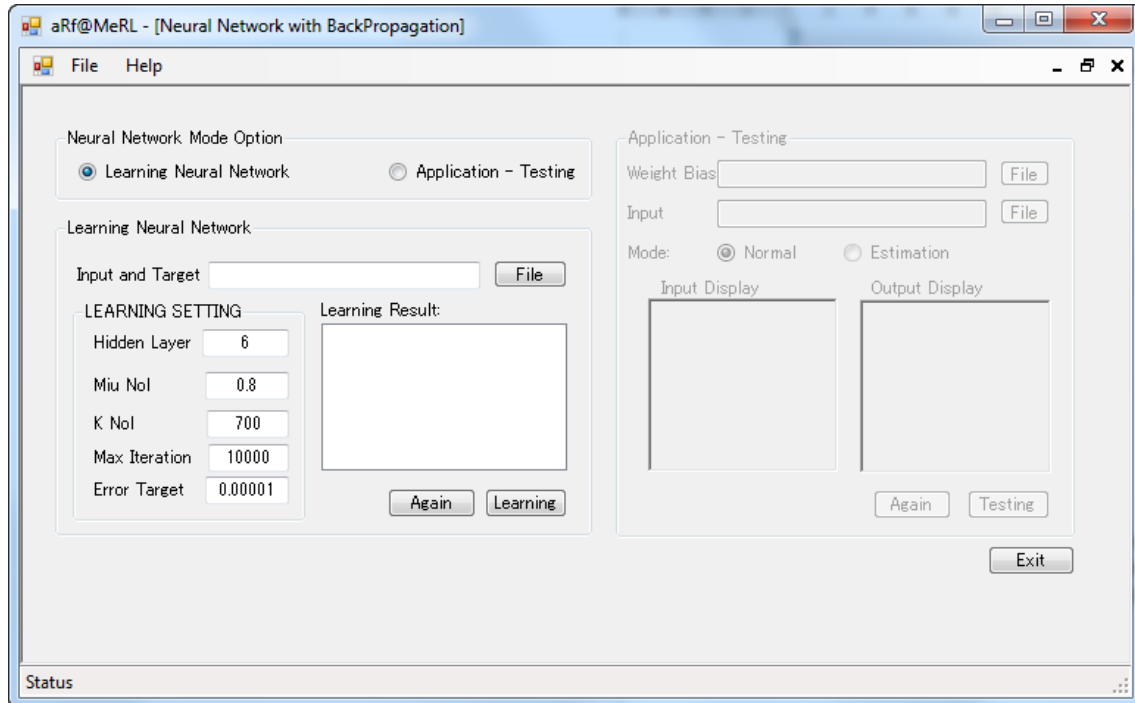 aRf@MeRL - [Neural Network with BackPropagation]
File Help
Neural Network Mode Option
Learning Neural Network Application - Testing
Learning Neural Network
Input and Target File
LEARNING SETTING
Hidden Layer 6
Miu Nol 0.8
K Nol 700
Max Iteration 10000
Error Target 0.00001
Learning Result:
Again Learning
Application - Testing
Weight Bias File
Input File
Mode: Normal Estimation
Input Display Output Display
Again Testing
Exit
Status